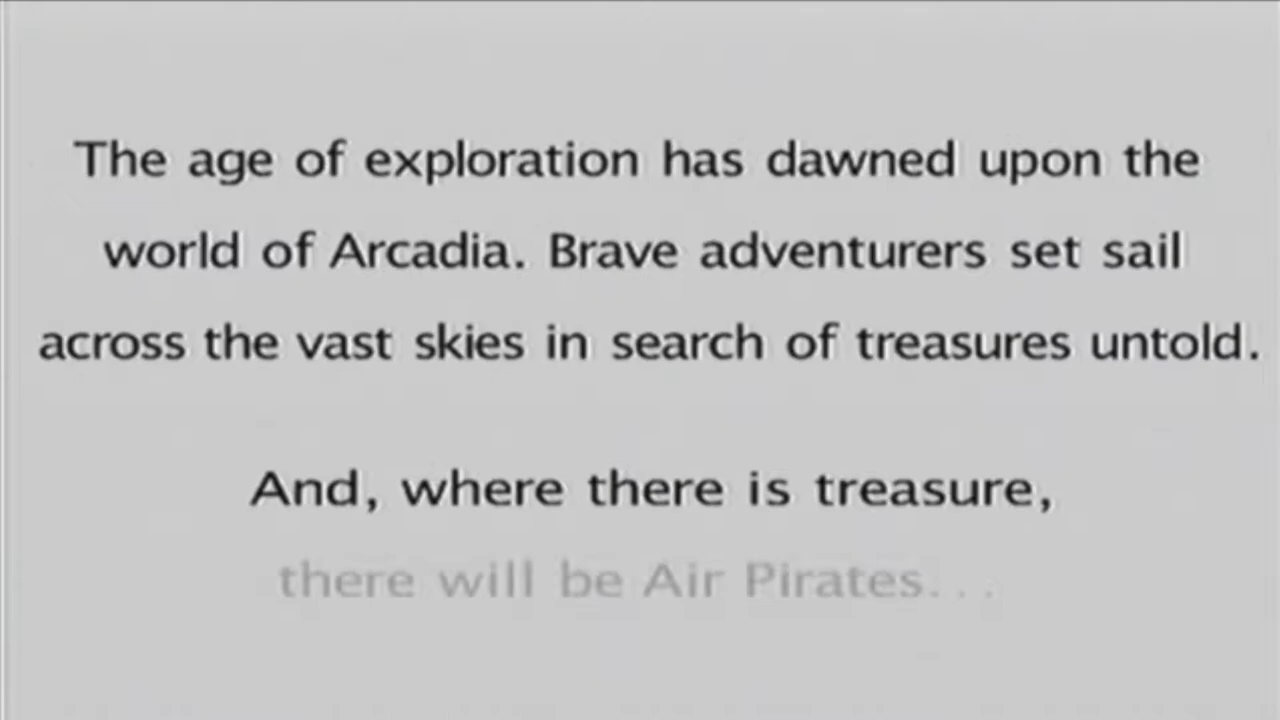 The age of exploration has dawned upon the
world of Arcadia. Brave adventurers set sail
across the vast skies in search of treasures untold.
And, where there is treasure,
there will be Air Pirates...